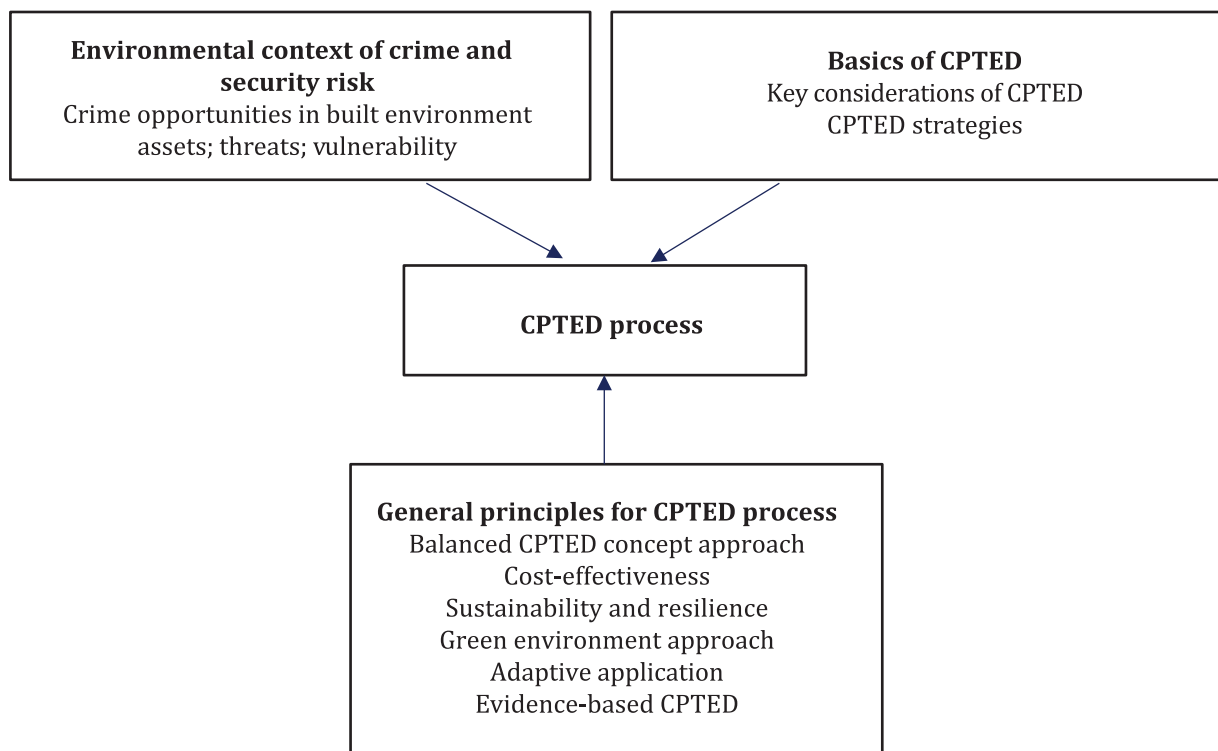 Environmental context of crime and
security risk
Crime opportunities in built environment
assets; threats; vulnerability
Basics of CPTED
Key considerations of CPTED
CPTED strategies
CPTED process
General principles for CPTED process
Balanced CPTED concept approach
Cost-effectiveness
Sustainability and resilience
Green environment approach
Adaptive application
Evidence-based CPTED